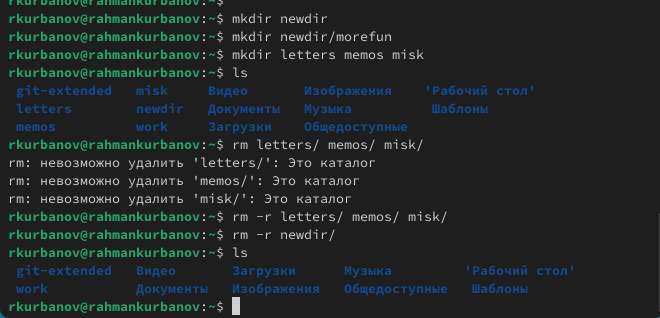 rkurbanov@rahmankurbanov:~$ mkdir newdir
rkurbanov@rahmankurbanov:~$ mkdir newdir/morefun
rkurbanov@rahmankurbanov:~$ mkdir letters memos misk
rkurbanov@rahmankurbanov:~$ ls
git-extended misk Видео Изображения 'Рабочий стол'
letters newdir Документы Музыка Шаблоны
memos work Загрузки Общедоступные
rkurbanov@rahmankurbanov:~$ rm letters/ memos/ misk/
rm: невозможно удалить 'letters/': Это каталог
rm: невозможно удалить 'memos/': Это каталог
rm: невозможно удалить 'misk/': Это каталог
rkurbanov@rahmankurbanov:~$ rm -r letters/ memos/ misk/
rkurbanov@rahmankurbanov:~$ rm -r newdir/
rkurbanov@rahmankurbanov:~$ ls
git-extended Видео Загрузки Музыка 'Рабочий стол'
work Документы Изображения Общедоступные Шаблоны
rkurbanov@rahmankurbanov:~$